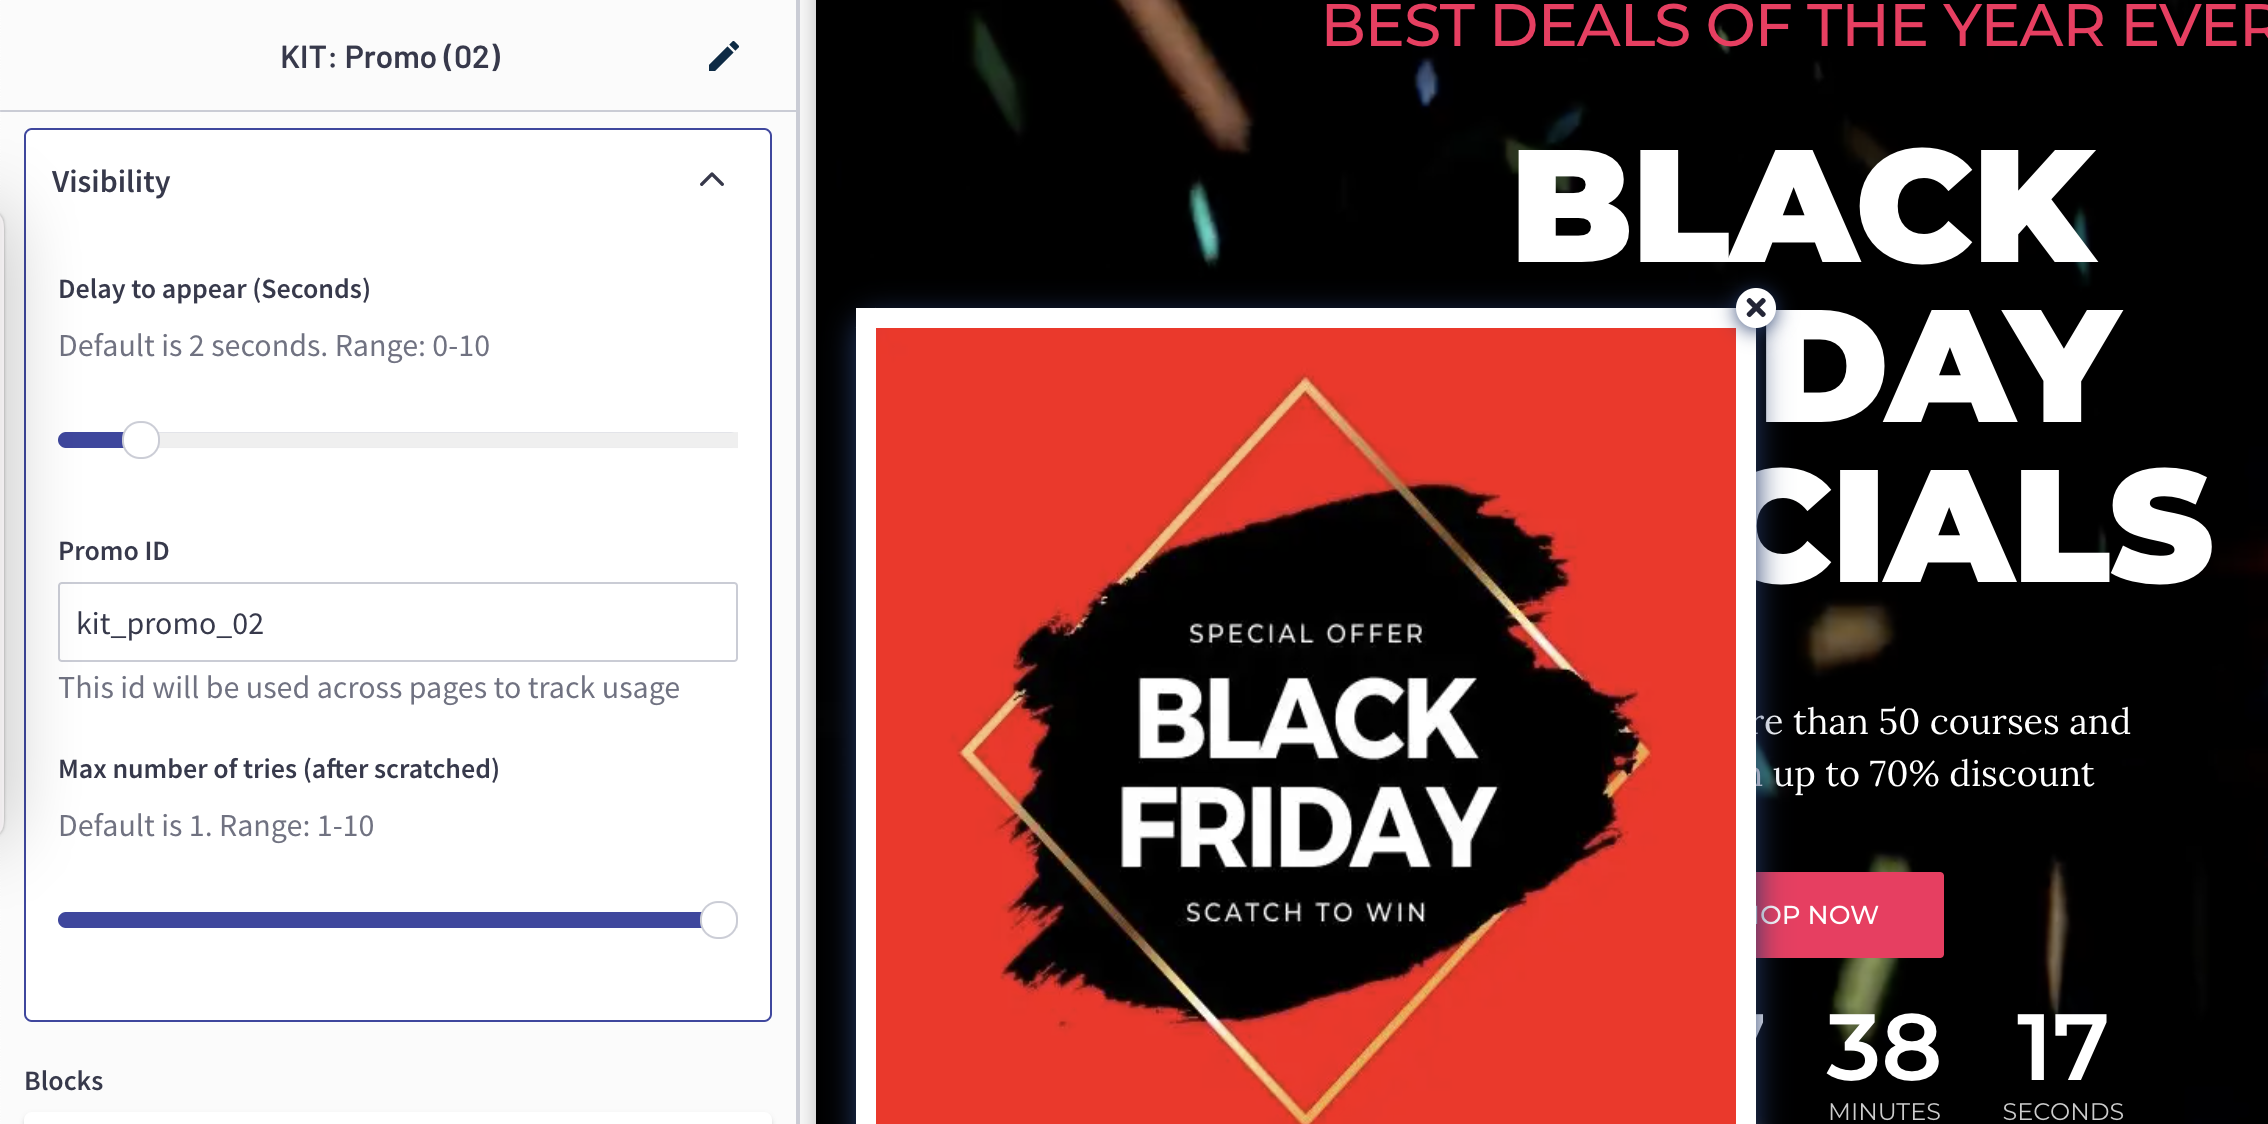 KIT: Promo (02)
Visibility
Delay to appear (Seconds)
Default is 2 seconds. Range: 0-10
Promo ID
kit_promo_02
This id will be used across pages to track usage
Max number of tries (after scratched)
Default is 1. Range: 1-10
Blocks
BEST DEALS OF THE YEAR EVER
BLACK
DAY
CIALS
re than 50 courses and
up to 70% discount
OP NOW
38
17
MINUTES
SECONDS
SPECIAL OFFER
BLACK
FRIDAY
SCATCH TO WIN